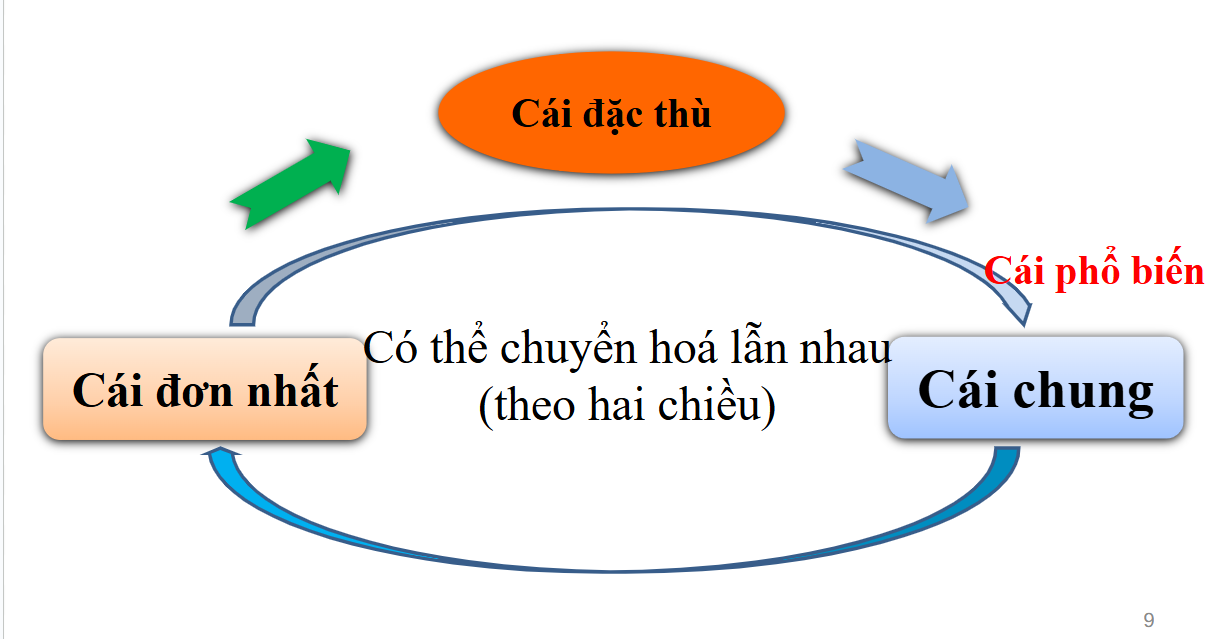 Cái đặc thù
Cái phổ biến
Có thể chuyển hoá lẫn nhau
(theo hai chiều)
Cái đơn nhất
Cái chung
9